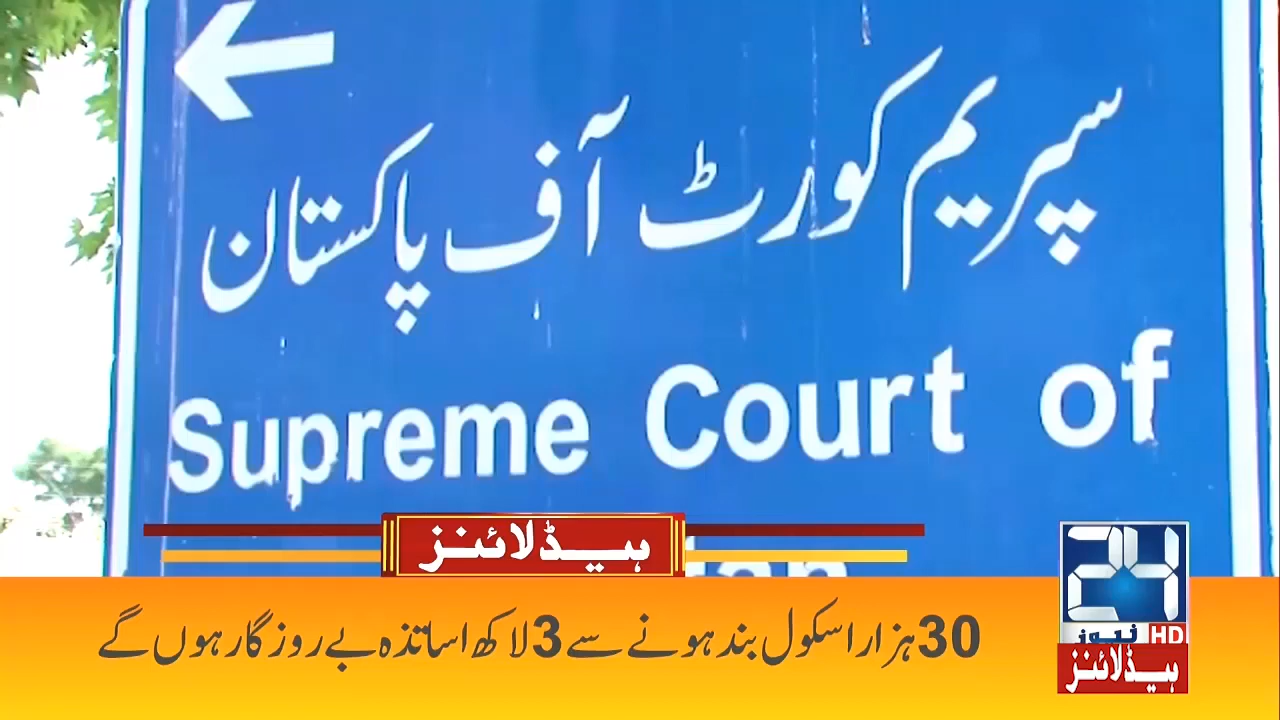 سپریم کورٹ آف پاکستان
Supreme Court of
ہیڈلائنز
30 ہزار اسکول بند ہونے سے 3 لاکھ اساتذہ بے روزگار ہوں گے
24
نیوز HD
ہیڈلائنز